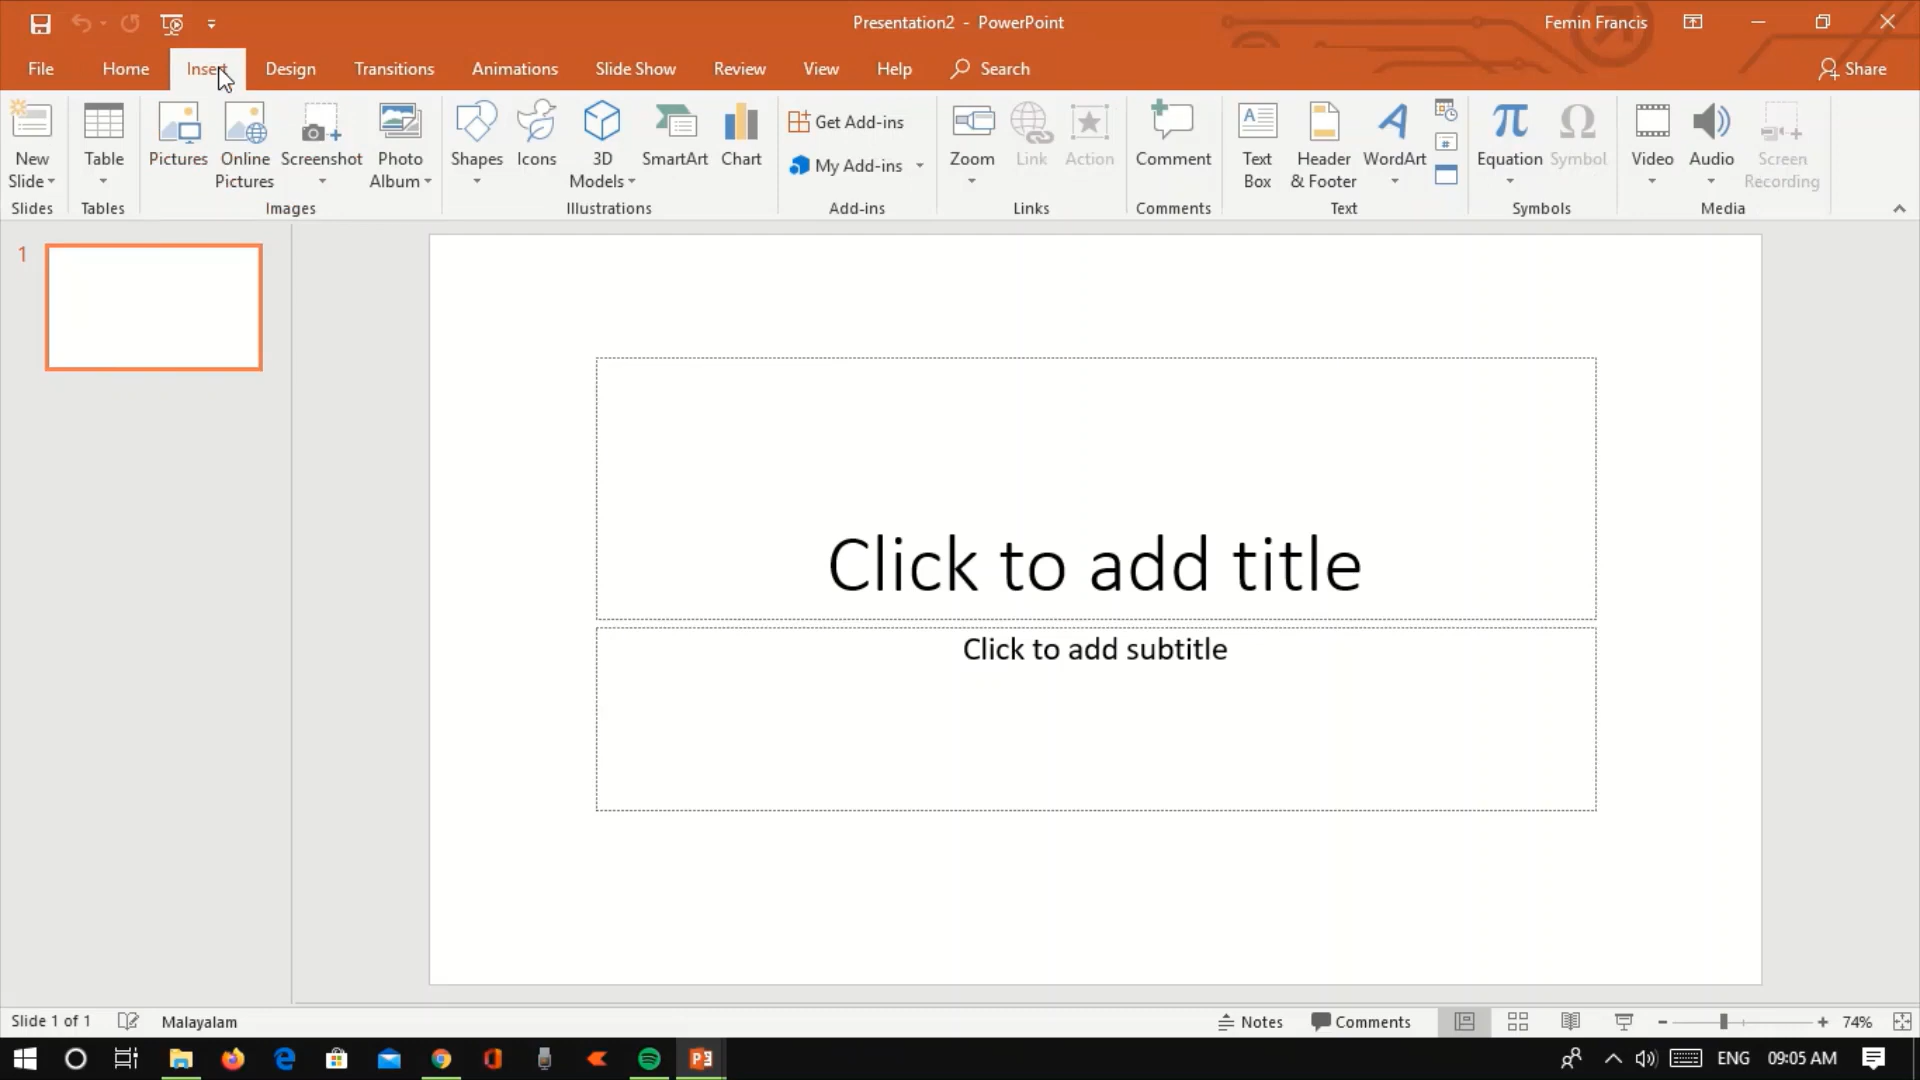 Presentation2 - PowerPoint
Femin Francis
File Home Insert Design Transitions Animations Slide Show Review View Help Search Share
New Slide
Table
Pictures
Online Pictures
Screenshot
Photo Album
Shapes
Icons
3D Models
SmartArt
Chart
Get Add-ins
My Add-ins
Zoom
Link
Action
Comment
Text Box
Header & Footer
WordArt
Equation
Symbol
Video
Audio
Screen Recording
Slides Tables Images Illustrations Add-ins Links Comments Text Symbols Media
1
Click to add title
Click to add subtitle
Slide 1 of 1 Malayalam Notes Comments 74%
ENG 09:05 AM